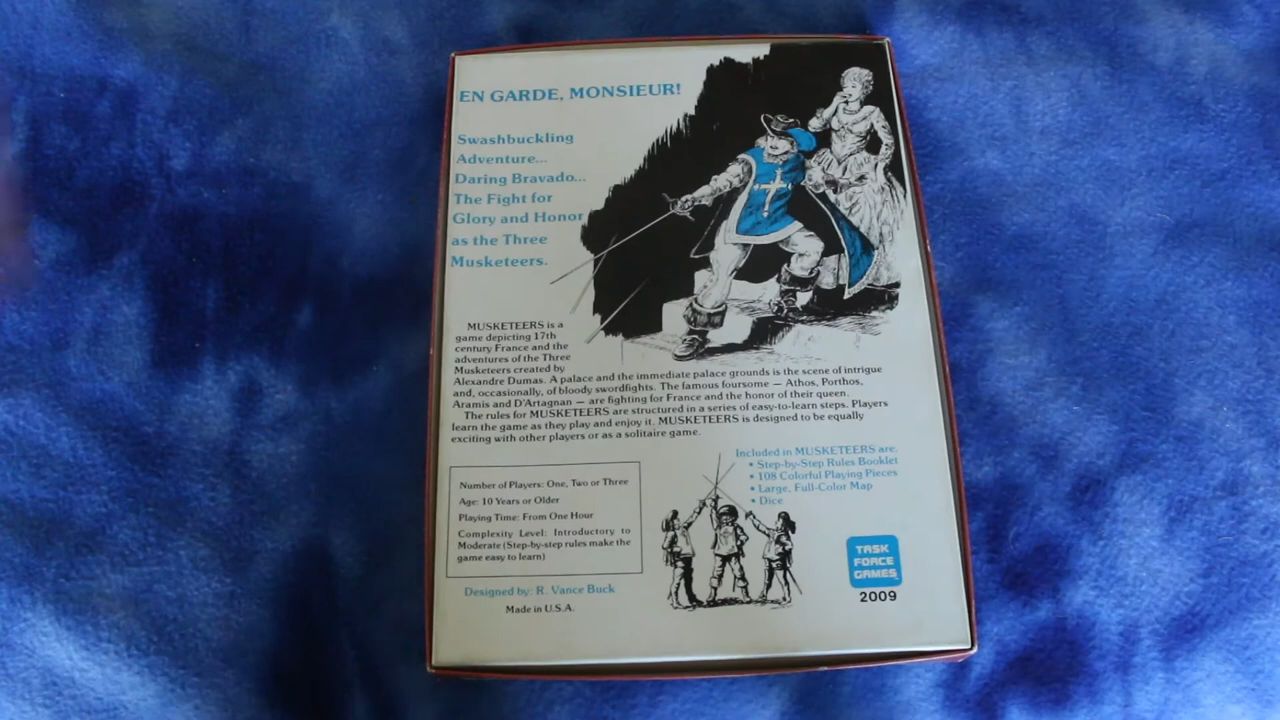 EN GARDE, MONSIEUR!
Swashbuckling
Adventure...
Daring Bravado...
The Fight for
Glory and Honor
as the Three
Musketeers.
MUSKETEERS is a
game depicting 17th
century France and the
adventures of the Three
Musketeers created by
Alexandre Dumas. A palace and the immediate palace grounds is the scene of intrigue
and, occasionally, of bloody swordfights. The famous foursome — Athos, Porthos,
Aramis and D'Artagnan — are fighting for France and the honor of their queen.
The rules for MUSKETEERS are structured in a series of easy-to-learn steps. Players
learn the game as they play and enjoy it. MUSKETEERS is designed to be equally
exciting with other players or as a solitaire game.
Included in MUSKETEERS are:
• Step-by-Step Rules Booklet
• 108 Colorful Playing Pieces
• Large, Full-Color Map
• Dice
Number of Players: One, Two or Three
Age: 10 Years or Older
Playing Time: From One Hour
Complexity Level: Introductory to
Moderate (Step-by-step rules make the
game easy to learn)
Designed by: R. Vance Buck
Made in U.S.A.
TASK
FORCE
GAMES
2009